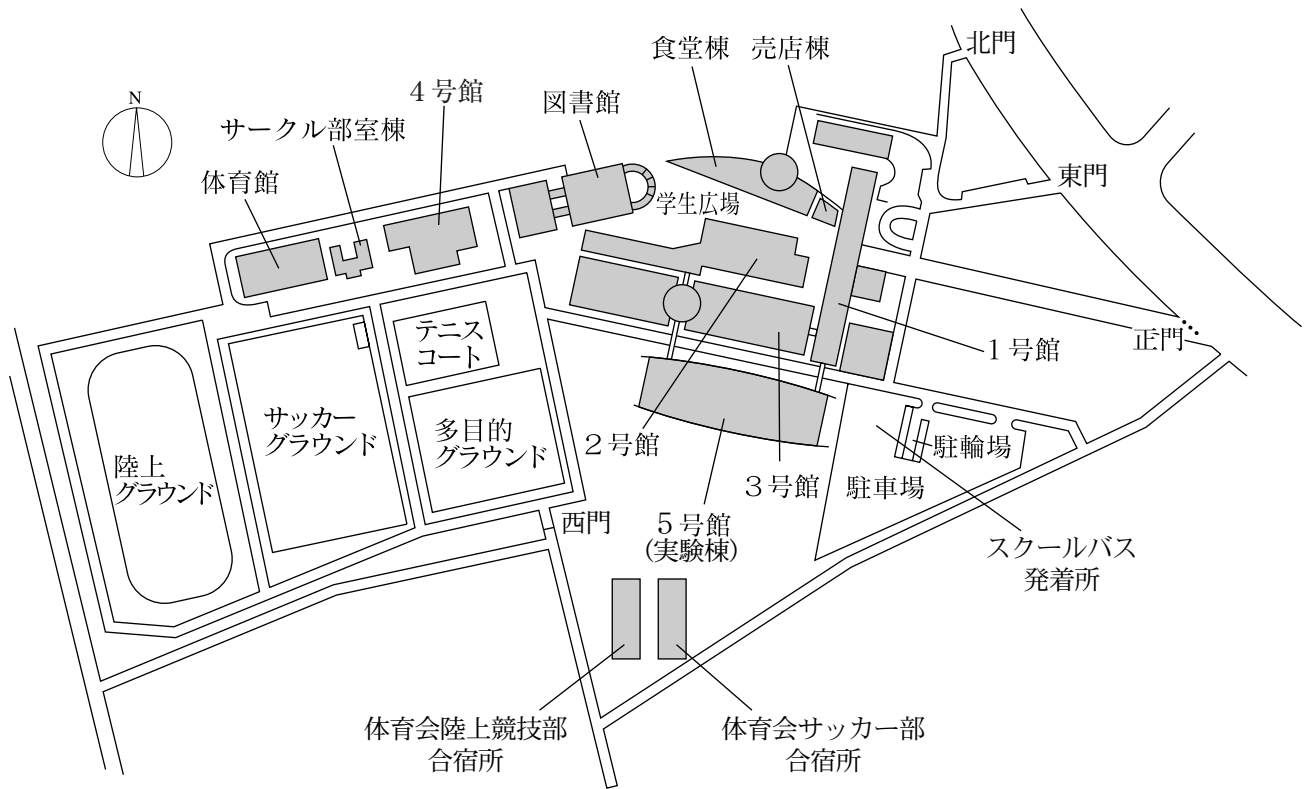 N
北門
食堂棟
売店棟
4号館
図書館
サークル部室棟
体育館
東門
学生広場
テニス
コート
正門
1号館
サッカー
グラウンド
多目的
グラウンド
陸上
グラウンド
2号館
駐輪場
3号館
駐車場
西門
5号館
(実験棟)
スクールバス
発着所
体育会陸上競技部
合宿所
体育会サッカー部
合宿所